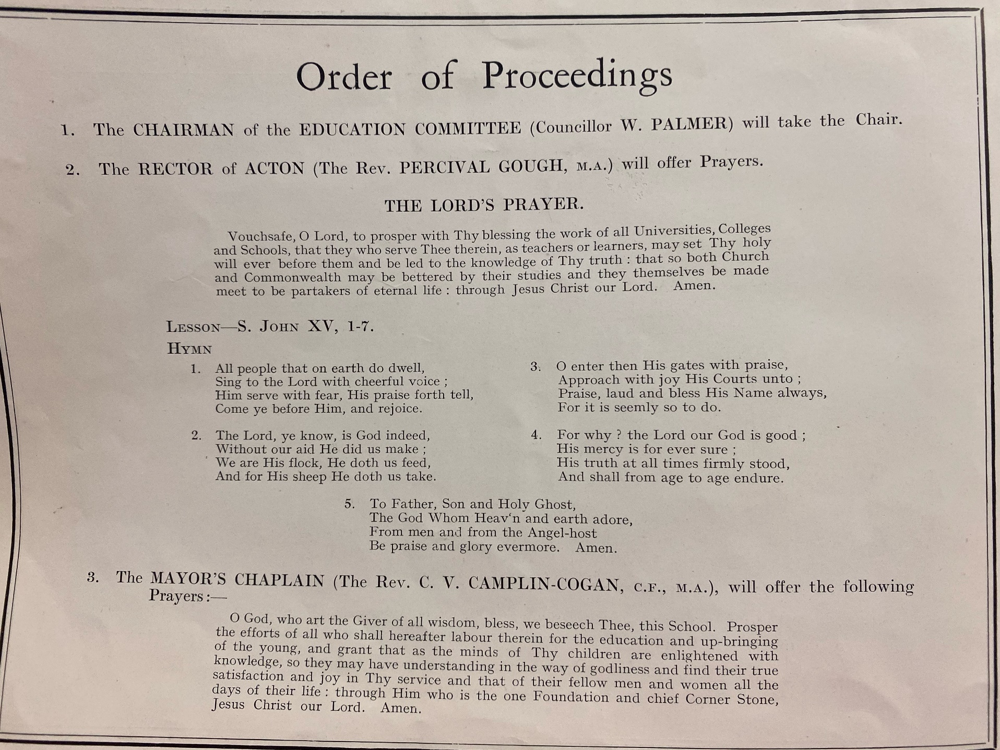 Order of Proceedings
1. The CHAIRMAN of the EDUCATION COMMITTEE (Councillor W. PALMER) will take the Chair.
2. The RECTOR of ACTON (The Rev. PERCIVAL GOUGH, M.A.) will offer Prayers.
THE LORD'S PRAYER.
Vouchsafe, O Lord, to prosper with Thy blessing the work of all Universities, Colleges
and Schools, that they who serve Thee therein, as teachers or learners, may set Thy holy
will ever before them and be led to the knowledge of Thy truth : that so both Church
and Commonwealth may be bettered by their studies and they themselves be made
meet to be partakers of eternal life : through Jesus Christ our Lord. Amen.
LESSON—S. JOHN XV, 1-7.
HYMN
1. All people that on earth do dwell,
Sing to the Lord with cheerful voice ;
Him serve with fear, His praise forth tell,
Come ye before Him, and rejoice.
2. The Lord, ye know, is God indeed,
Without our aid He did us make ;
We are His flock, He doth us feed,
And for His sheep He doth us take.
3. O enter then His gates with praise,
Approach with joy His Courts unto ;
Praise, laud and bless His Name always,
For it is seemly so to do.
4. For why ? the Lord our God is good ;
His mercy is for ever sure ;
His truth at all times firmly stood,
And shall from age to age endure.
5. To Father, Son and Holy Ghost,
The God Whom Heav‘n and earth adore,
From men and from the Angel-host
Be praise and glory evermore. Amen.
3. The MAYOR'S CHAPLAIN (The Rev. C. V. CAMPLIN-COGAN, C.F., M.A.), will offer the following
Prayers :—
O God, who art the Giver of all wisdom, bless, we beseech Thee, this School. Prosper
the efforts of all who shall hereafter labour therein for the education and up-bringing
of the young, and grant that as the minds of Thy children are enlightened with
knowledge, so they may have understanding in the way of godliness and find their true
satisfaction and joy in Thy service and that of their fellow men and women all the
days of their life : through Him who is the one Foundation and chief Corner Stone,
Jesus Christ our Lord. Amen.